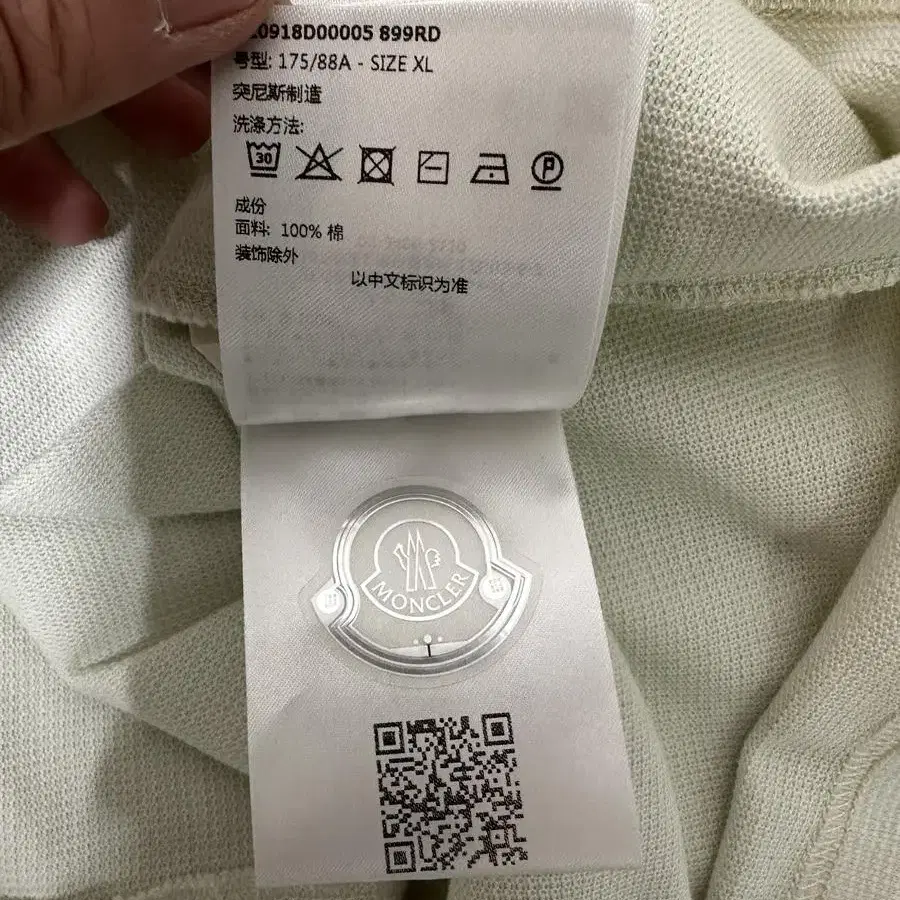 0918D00005 899RD
号型: 175/88A - SIZE XL
突尼斯制造
洗涤方法:
30
P
成份
面料: 100% 棉
装饰除外
以中文标识为准
MONCLER